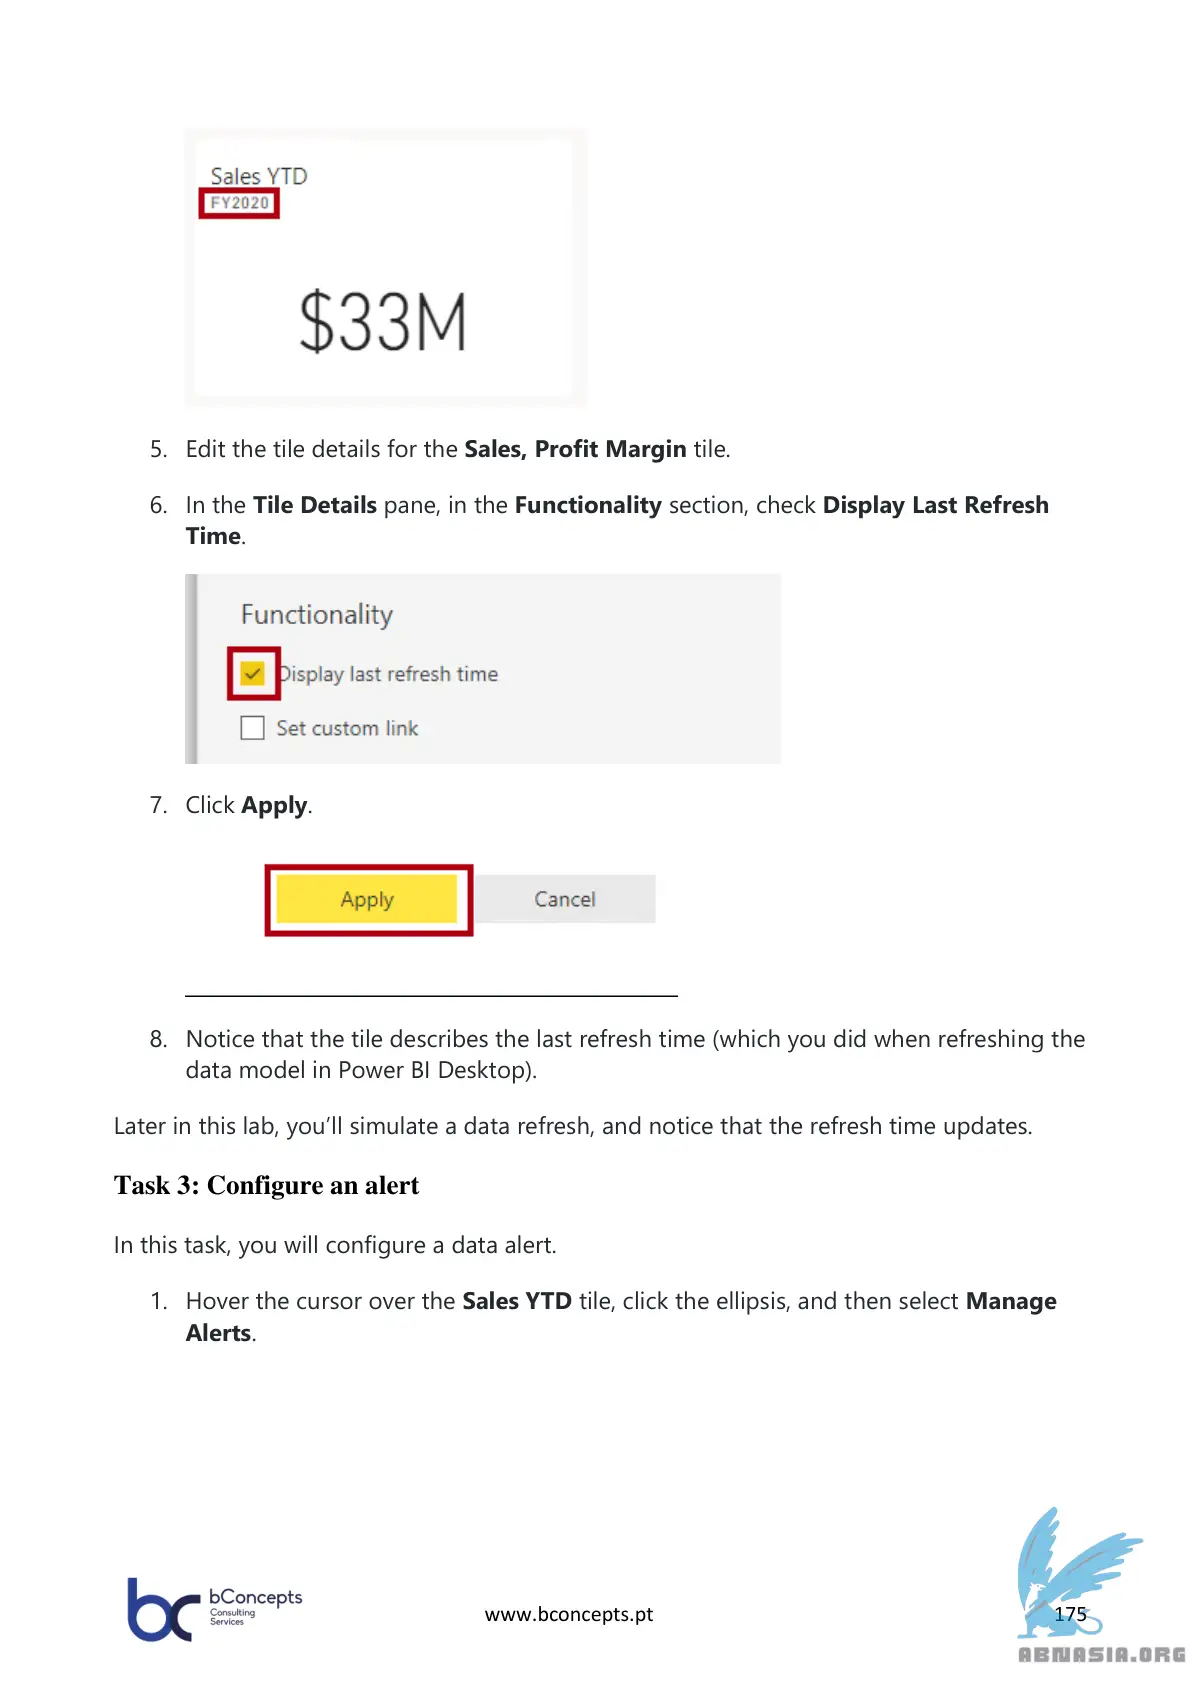 Sales YTD
FY2020
$33M
5. Edit the tile details for the Sales, Profit Margin tile.
6. In the Tile Details pane, in the Functionality section, check Display Last Refresh
Time.
Functionality
Display last refresh time
Set custom link
7. Click Apply.
Apply Cancel
8. Notice that the tile describes the last refresh time (which you did when refreshing the
data model in Power BI Desktop).
Later in this lab, you’ll simulate a data refresh, and notice that the refresh time updates.
Task 3: Configure an alert
In this task, you will configure a data alert.
1. Hover the cursor over the Sales YTD tile, click the ellipsis, and then select Manage
Alerts.
bc bConcepts
Consulting
Services
www.bconcepts.pt
175
ABNASIA.ORG